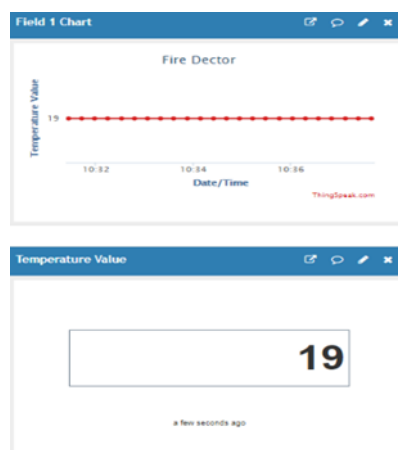 Field 1 Chart
Fire Dector
Temperature Value
19
10:32 10:34 10:36
Date/Time
ThingSpeak.com
Temperature Value
19
a few seconds ago